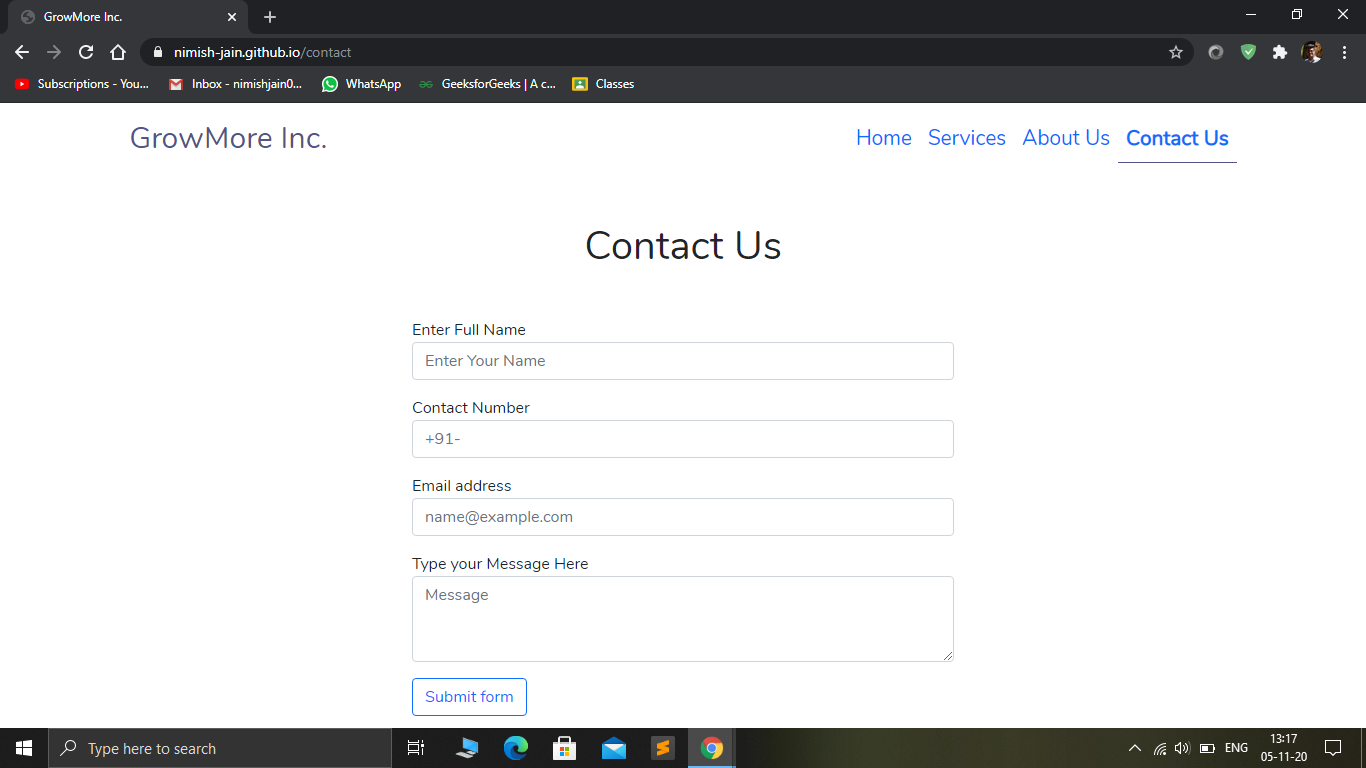 GrowMore Inc.
nimish-jain.github.io/contact
Subscriptions - You...
Inbox - nimishjain0...
WhatsApp
GeeksforGeeks | A c...
Classes
GrowMore Inc.
Home Services About Us Contact Us
Contact Us
Enter Full Name
Enter Your Name
Contact Number
+91-
Email address
name@example.com
Type your Message Here
Message
Submit form
Type here to search
ENG
13:17
05-11-20